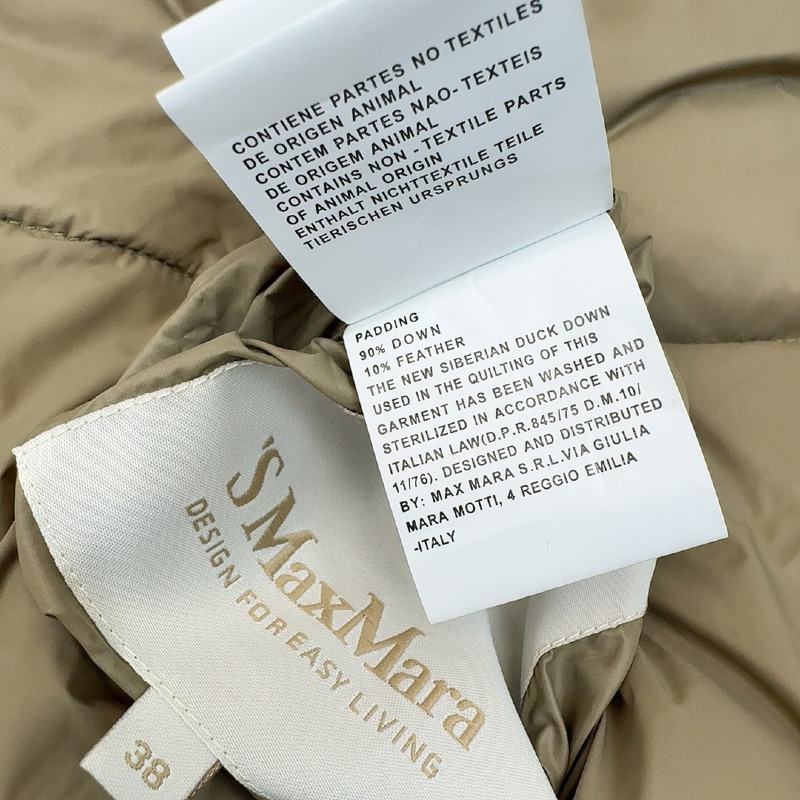 CONTIENE PARTES NO TEXTILES
DE ORIGEN ANIMAL
CONTEM PARTES NAO-TEXTEIS
DE ORIGEM ANIMAL
CONTAINS NON -TEXTILE PARTS
OF ANIMAL ORIGIN
ENTHALT NICHTTEXTILE TEILE
TIERISCHEN URSPRUNGS
PADDING
90% DOWN
10% FEATHER
THE NEW SIBERIAN DUCK DOWN
USED IN THE QUILTING OF THIS
GARMENT HAS BEEN WASHED AND
STERILIZED IN ACCORDANCE WITH
ITALIAN LAW(D.P.R.845/75 D.M.10/
11/76). DESIGNED AND DISTRIBUTED
BY: MAX MARA S.R.L.VIA GIULIA
MARA MOTTI, 4 REGGIO EMILIA
-ITALY
'S MaxMara
DESIGN FOR EASY LIVING
38